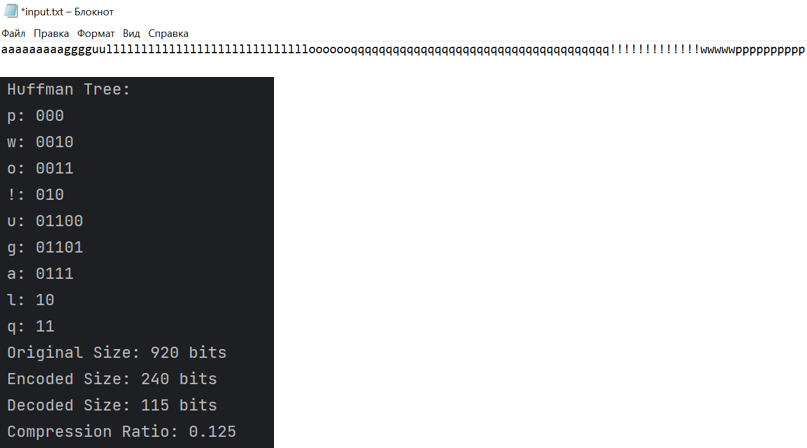 *input.txt – Блокнот
Файл Правка Формат Вид Справка
aaaaaaaaagggguulllllllllllllllllllllllllllllooooooqqqqqqqqqqqqqqqqqqqqqqqqqqqqqqqqqqqqq!!!!!!!!!!!!!wwwwwpppppppppp
Huffman Tree:
p: 000
w: 0010
o: 0011
!: 010
u: 01100
g: 01101
a: 0111
l: 10
q: 11
Original Size: 920 bits
Encoded Size: 240 bits
Decoded Size: 115 bits
Compression Ratio: 0.125